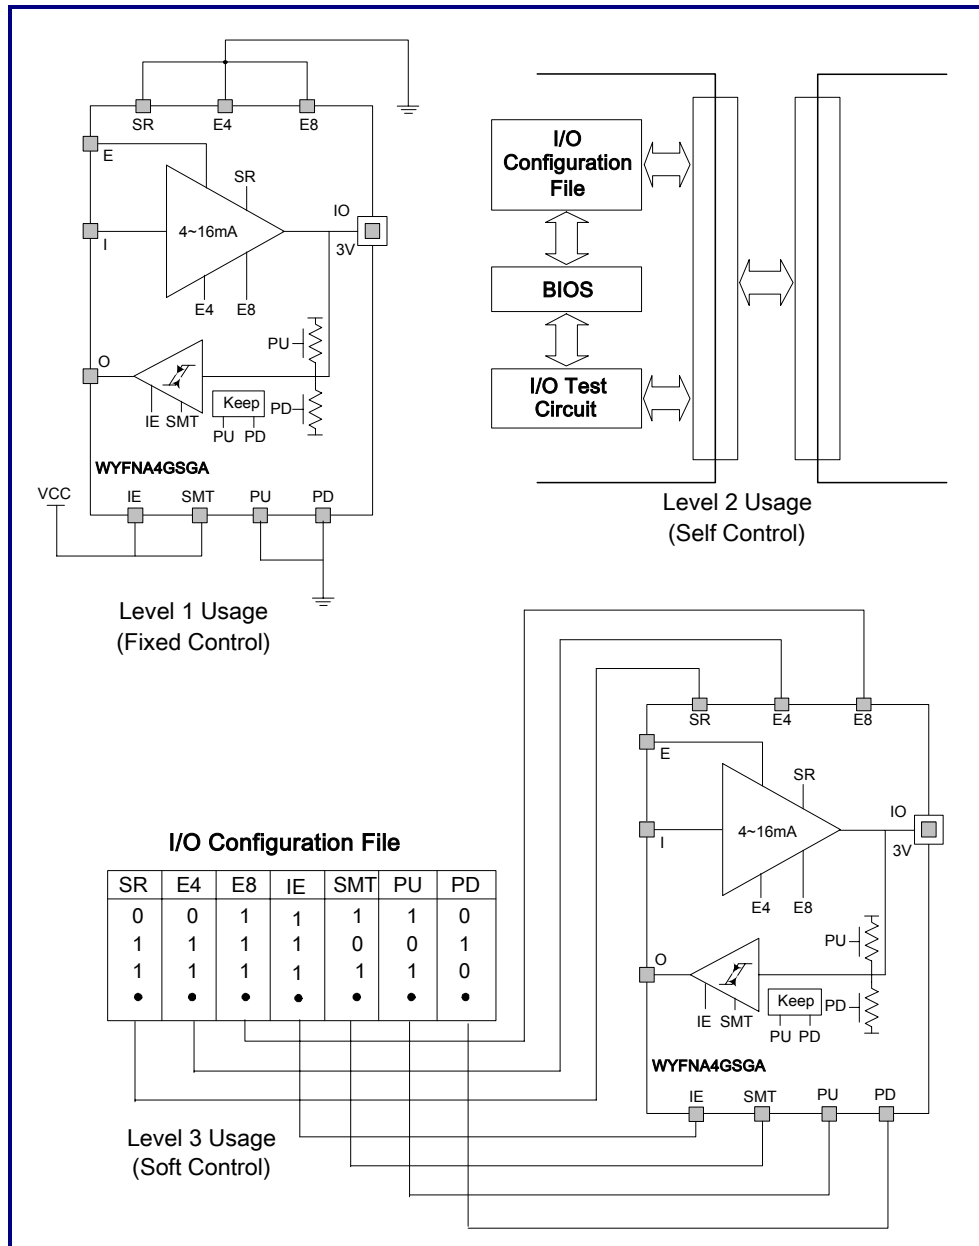 SR E4 E8
E
SR
I
4~16mA
IO
3V
E4 E8
PU
O
PD
Keep
IE SMT
PU PD
WYFNA4GSGA
VCC
IE SMT PU PD
Level 1 Usage
(Fixed Control)
I/O
Configuration
File
BIOS
I/O Test
Circuit
Level 2 Usage
(Self Control)
I/O Configuration File
SR E4 E8 IE SMT PU PD
0 0 1 1 1 1 0
1 1 1 1 0 0 1
1 1 1 1 1 1 0
Level 3 Usage
(Soft Control)
SR E4 E8
E
SR
I
4~16mA
IO
3V
E4 E8
PU
O
PD
Keep
IE SMT
PU PD
WYFNA4GSGA
IE SMT PU PD